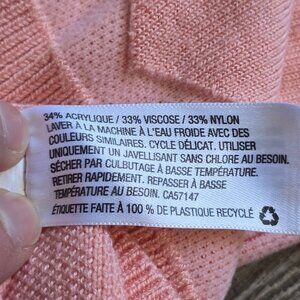 34% ACRYLIQUE / 33% VISCOSE / 33% NYLON
LAVER À LA MACHINE À L'EAU FROIDE AVEC DES
COULEURS SIMILAIRES. CYCLE DÉLICAT. UTILISER
UNIQUEMENT UN JAVELLISANT SANS CHLORE AU BESOIN.
SÉCHER PAR CULBUTAGE À BASSE TEMPÉRATURE.
RETIRER RAPIDEMENT. REPASSER À BASSE
TEMPÉRATURE AU BESOIN. CA57147
ÉTIQUETTE FAITE À 100 % DE PLASTIQUE RECYCLÉ